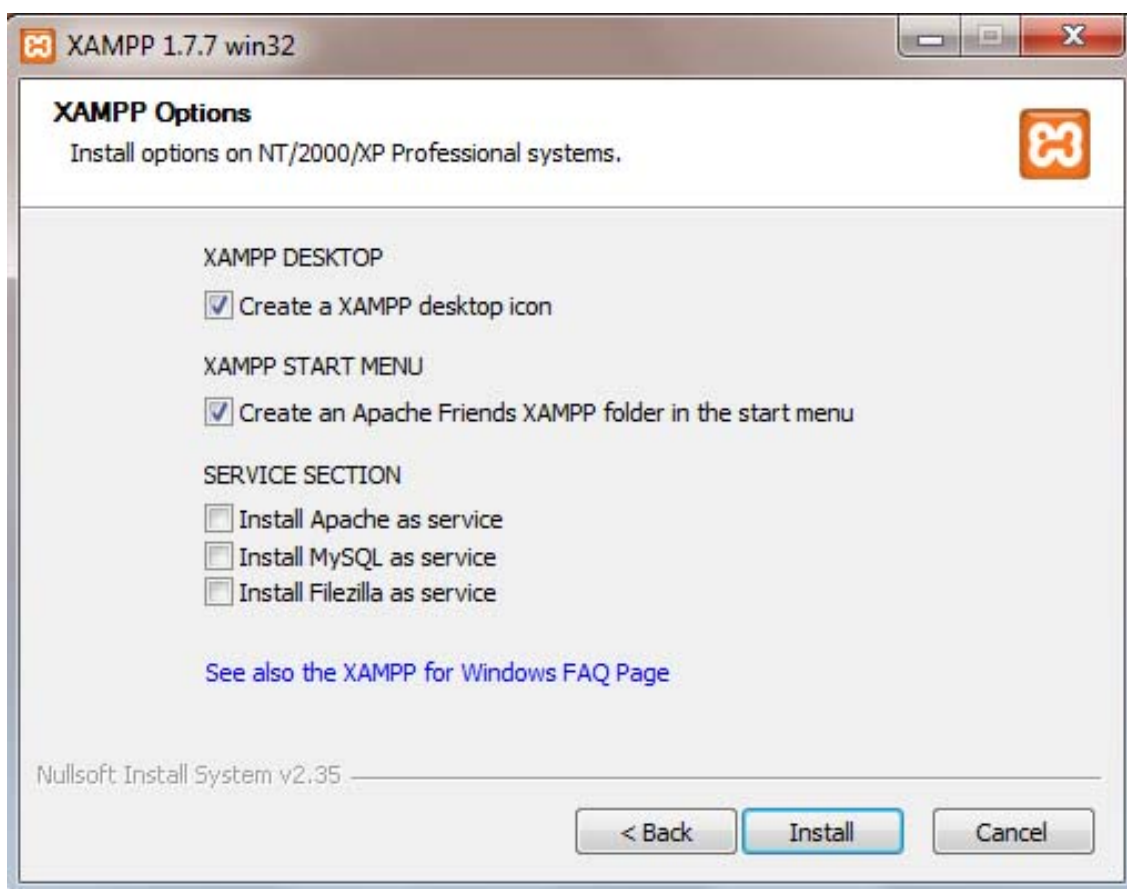 XAMPP 1.7.7 win32
XAMPP Options
Install options on NT/2000/XP Professional systems.
XAMPP DESKTOP
Create a XAMPP desktop icon
XAMPP START MENU
Create an Apache Friends XAMPP folder in the start menu
SERVICE SECTION
Install Apache as service
Install MySQL as service
Install Filezilla as service
See also the XAMPP for Windows FAQ Page
Nullsoft Install System v2.35
< Back Install Cancel